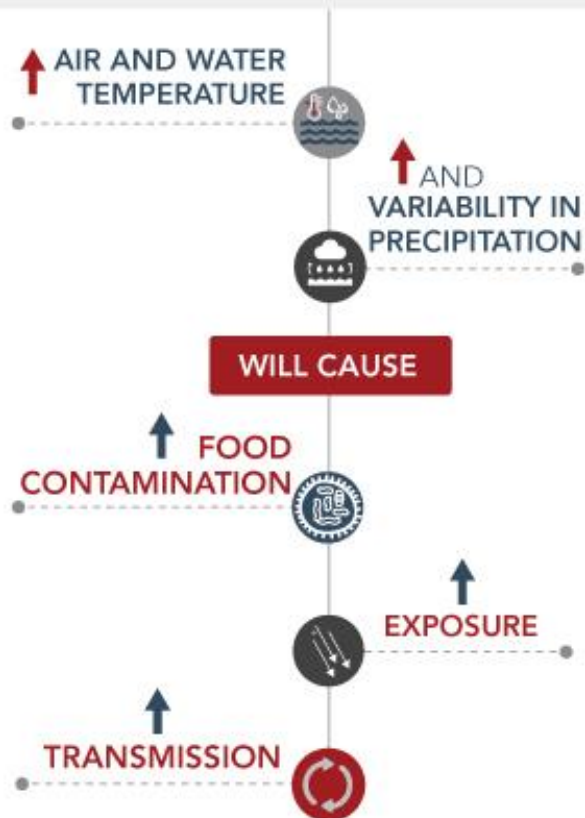 AIR AND WATER
TEMPERATURE
AND
VARIABILITY IN
PRECIPITATION
WILL CAUSE
FOOD
CONTAMINATION
EXPOSURE
TRANSMISSION